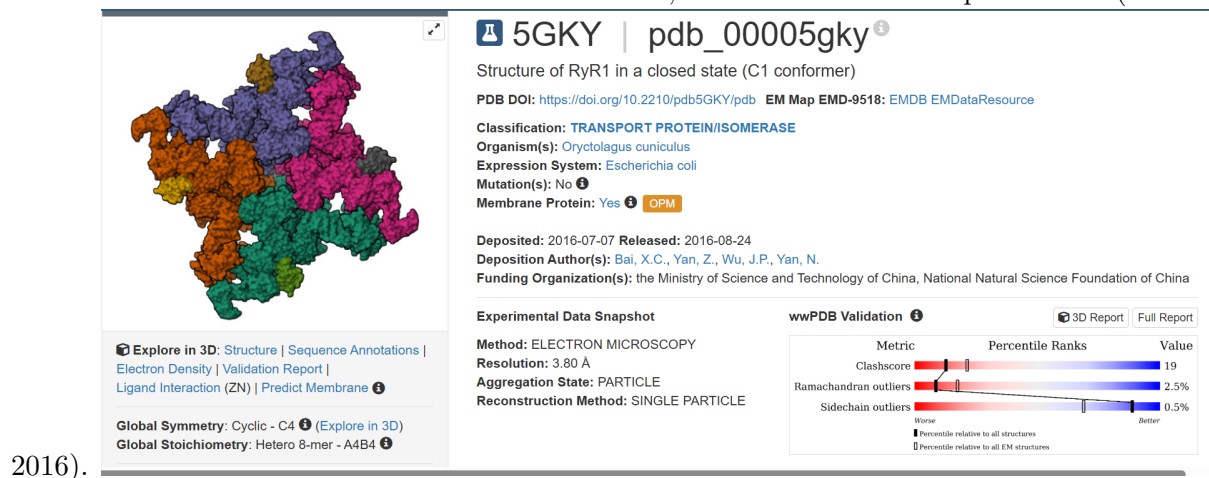 5GKY | pdb_00005gky
Structure of RyR1 in a closed state (C1 conformer)
PDB DOI: https://doi.org/10.2210/pdb5GKY/pdb EM Map EMD-9518: EMDB EMDataResource
Classification: TRANSPORT PROTEIN/ISOMERASE
Organism(s): Oryctolagus cuniculus
Expression System: Escherichia coli
Mutation(s): No
Membrane Protein: Yes OPM
Deposited: 2016-07-07 Released: 2016-08-24
Deposition Author(s): Bai, X.C., Yan, Z., Wu, J.P., Yan, N.
Funding Organization(s): the Ministry of Science and Technology of China, National Natural Science Foundation of China
Explore in 3D: Structure | Sequence Annotations |
Electron Density | Validation Report |
Ligand Interaction (ZN) | Predict Membrane
Global Symmetry: Cyclic - C4 (Explore in 3D)
Global Stoichiometry: Hetero 8-mer - A4B4
Experimental Data Snapshot
Method: ELECTRON MICROSCOPY
Resolution: 3.80 Å
Aggregation State: PARTICLE
Reconstruction Method: SINGLE PARTICLE
wwPDB Validation 3D Report Full Report
Metric Percentile Ranks Value
Clashscore 19
Ramachandran outliers 2.5%
Sidechain outliers 0.5%
Worse Better
Percentile relative to all structures
Percentile relative to all EM structures
2016).